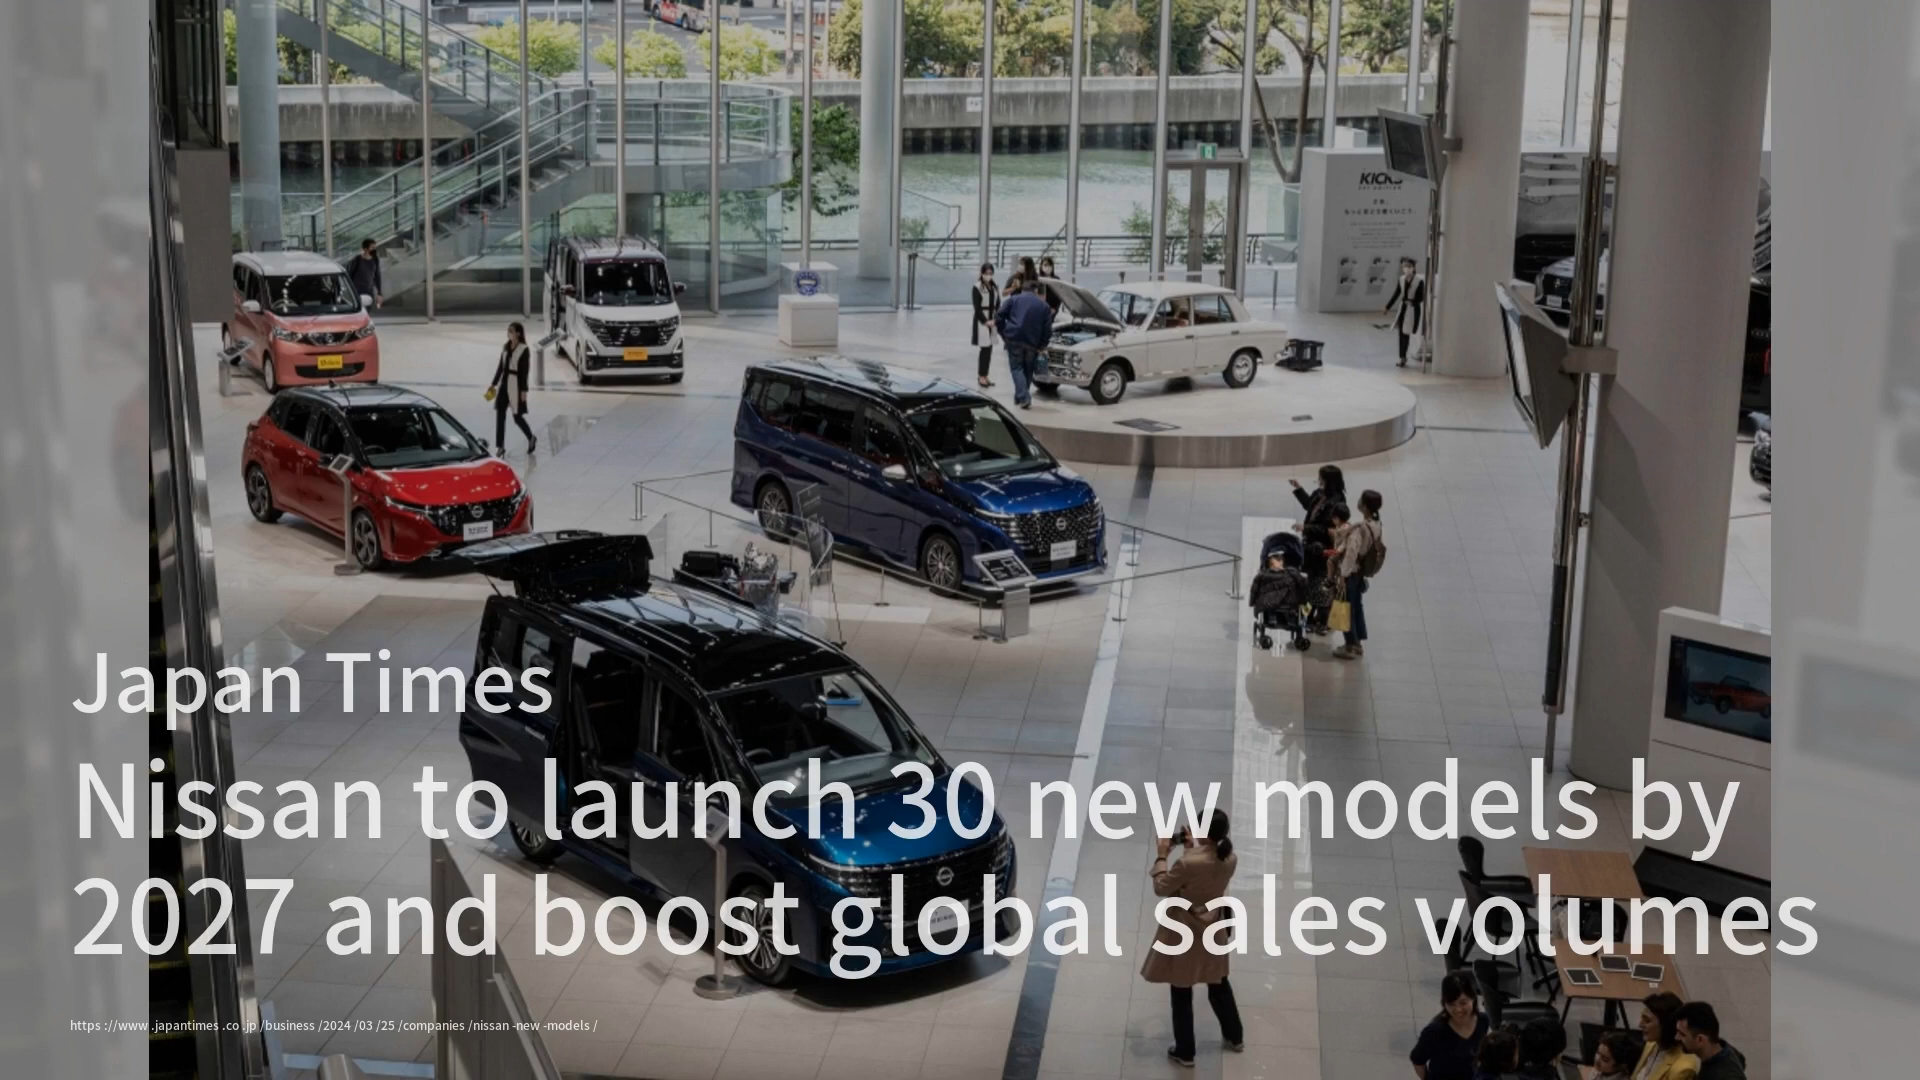 KICKS
Japan Times
Nissan to launch 30 new models by
2027 and boost global sales volumes
https://www.japantimes.co.jp/business/2024/03/25/companies/nissan-new-models/